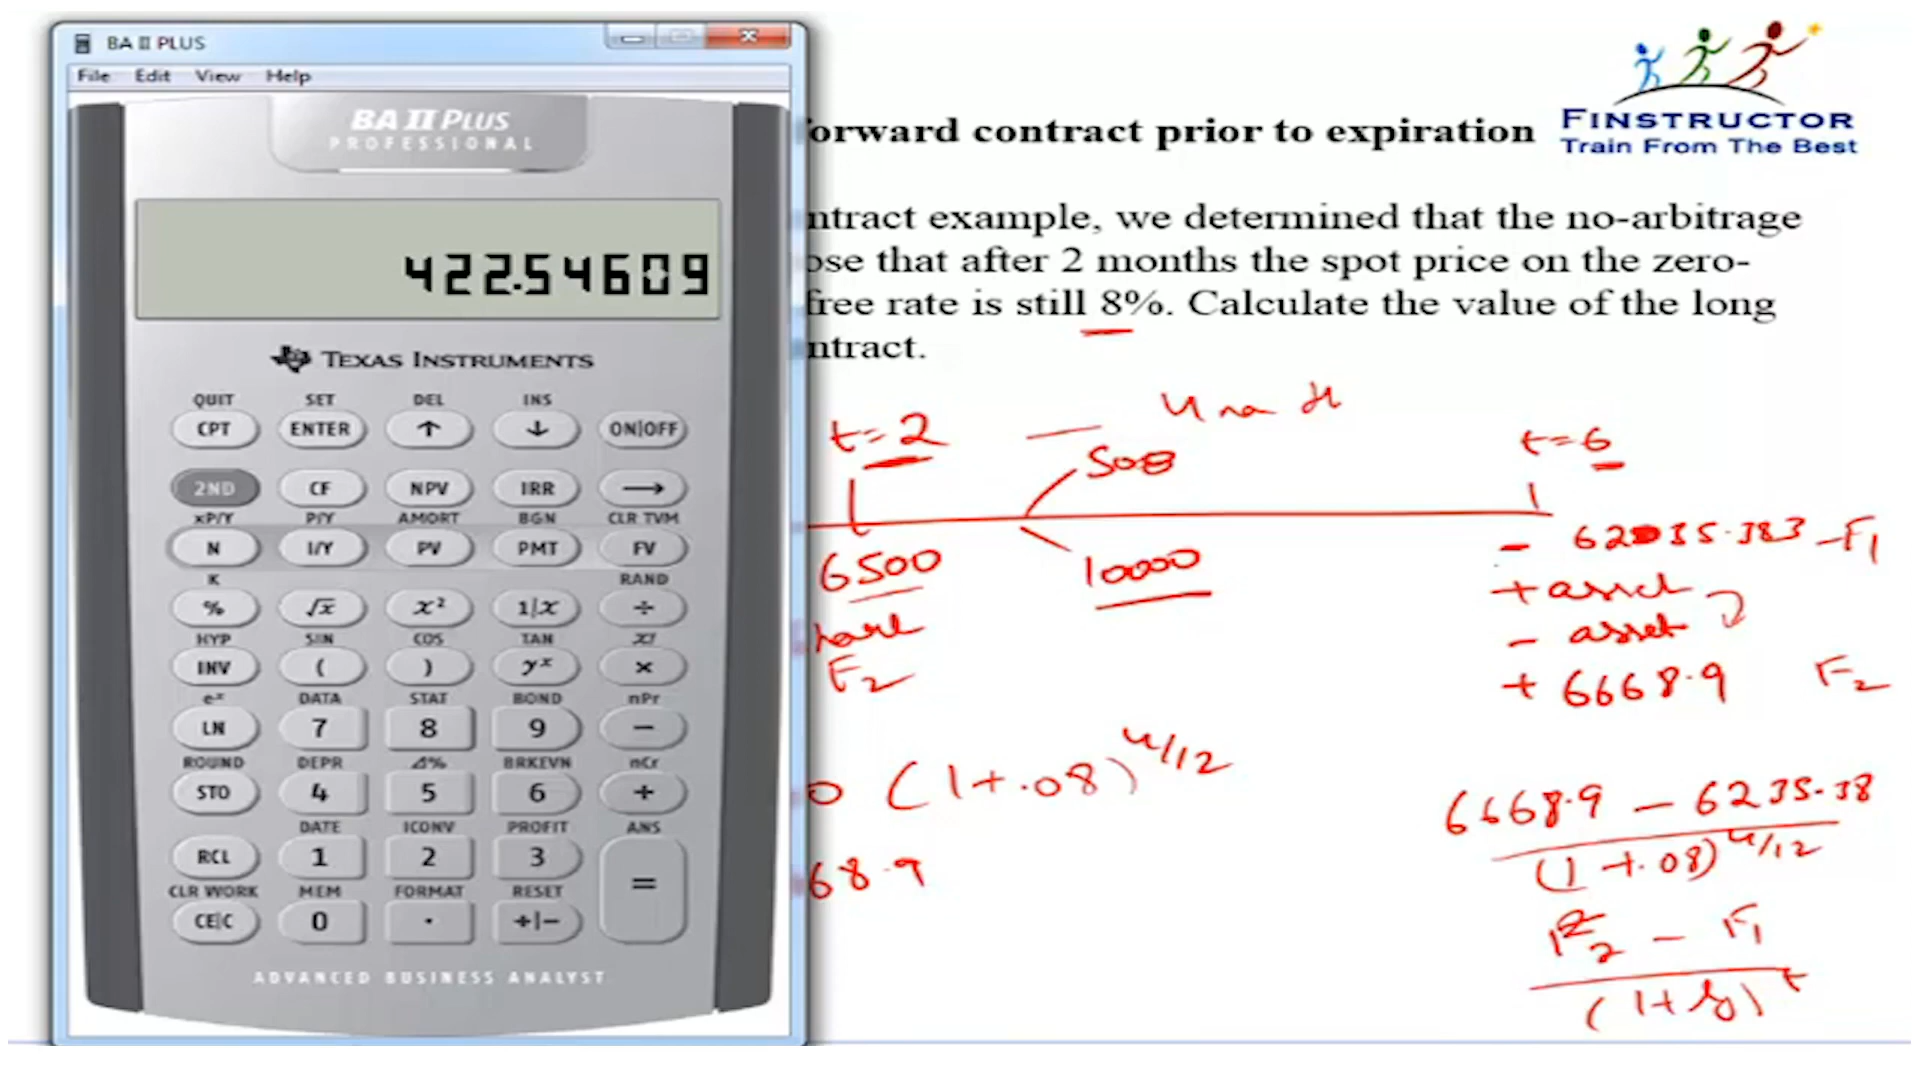 BA II PLUS
File Edit View Help
BA II PLUS
PROFESSIONAL
422.54609
TEXAS INSTRUMENTS
QUIT SET DEL INS
CPT ENTER ↑ ↓ ON|OFF
2ND CF NPV IRR →
xP/Y P/Y AMORT BGN CLR TVM
N I/Y PV PMT FV
K RAND
% √x x² 1/x ÷
HYP SIN COS TAN x!
INV ( ) yˣ ×
eˣ DATA STAT BOND nPr
LN 7 8 9 −
ROUND DEPR Δ% BRKEVN nCr
STO 4 5 6 +
DATE ICONV PROFIT ANS
RCL 1 2 3 =
CLR WORK MEM FORMAT RESET
CE|C 0 . +|−
ADVANCED BUSINESS ANALYST
FINSTRUCTOR
Train From The Best
forward contract prior to expiration
ntract example, we determined that the no-arbitrage
ose that after 2 months the spot price on the zero-
free rate is still 8%. Calculate the value of the long
ntract.
t=2
500
t=6
6500
10000
- 6235.383 - F₁
+ asset
- asset
+ 6668.9 F₂
F₂
0 (1+.08)^4/12
68.9
6668.9 - 6235.38
(1+.08)^4/12
F₂ - F₁